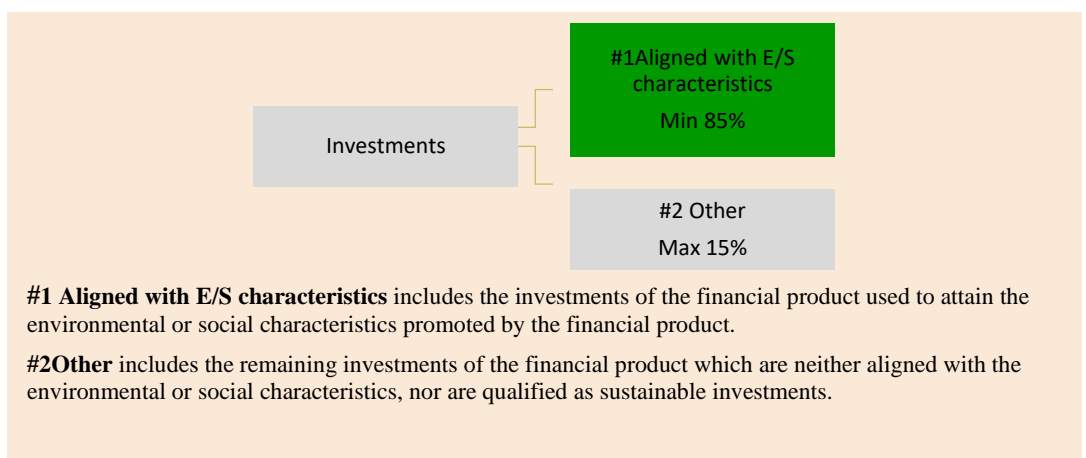 #1Aligned with E/S
characteristics
Min 85%
Investments
#2 Other
Max 15%
#1 Aligned with E/S characteristics includes the investments of the financial product used to attain the
environmental or social characteristics promoted by the financial product.
#2Other includes the remaining investments of the financial product which are neither aligned with the
environmental or social characteristics, nor are qualified as sustainable investments.